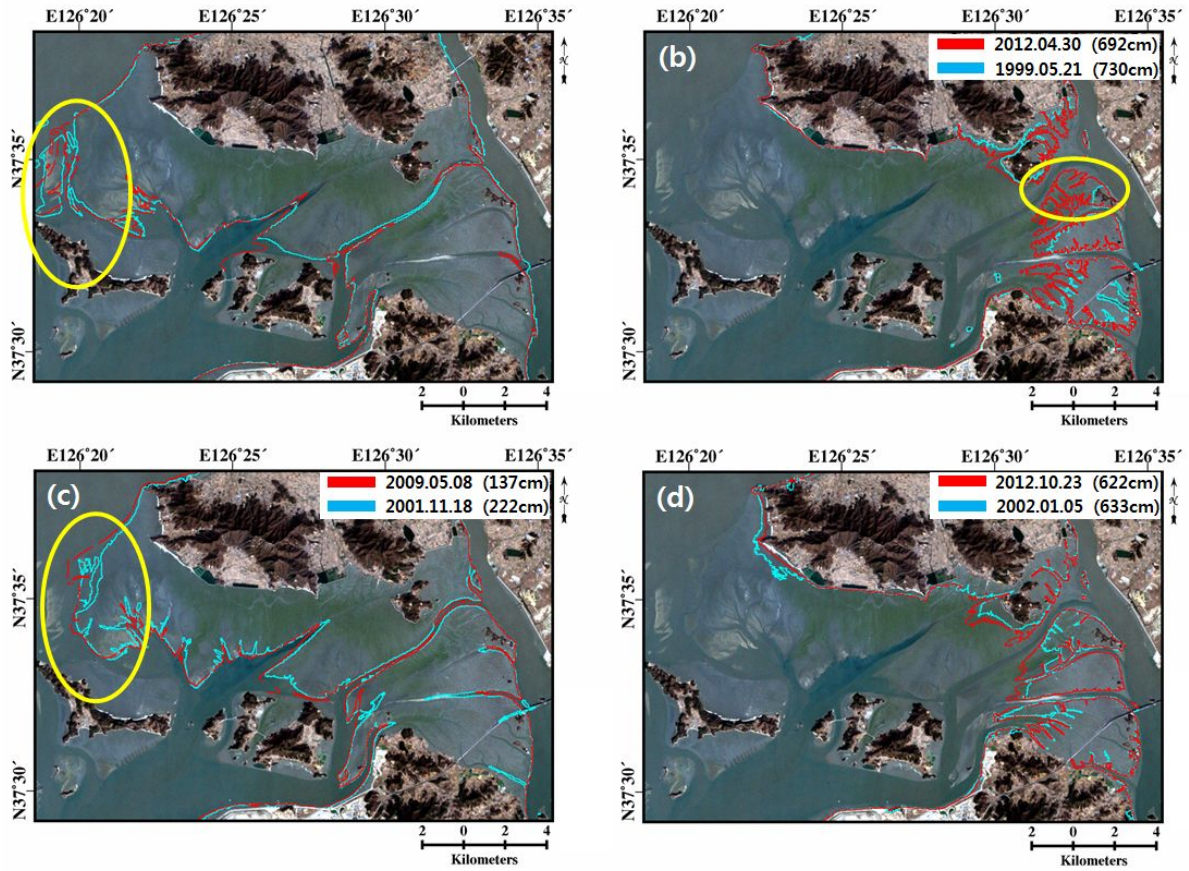 E126°20´ E126°25´ E126°30´ E126°35´
N37°35´
N37°30´
N
2 0 2 4
Kilometers
E126°20´ E126°25´ E126°30´ E126°35´
(b)
2012.04.30 (692cm)
1999.05.21 (730cm)
N37°35´
N37°30´
N
2 0 2 4
Kilometers
E126°20´ E126°25´ E126°30´ E126°35´
(c)
2009.05.08 (137cm)
2001.11.18 (222cm)
N37°35´
N37°30´
N
2 0 2 4
Kilometers
E126°20´ E126°25´ E126°30´ E126°35´
(d)
2012.10.23 (622cm)
2002.01.05 (633cm)
N37°35´
N37°30´
N
2 0 2 4
Kilometers